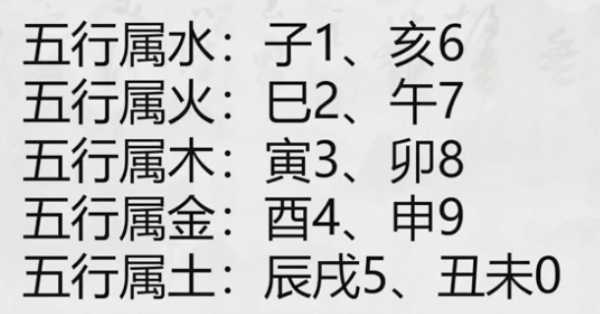 五行属水：子1、亥6
五行属火：巳2、午7
五行属木：寅3、卯8
五行属金：酉4、申9
五行属土：辰戌5、丑未0